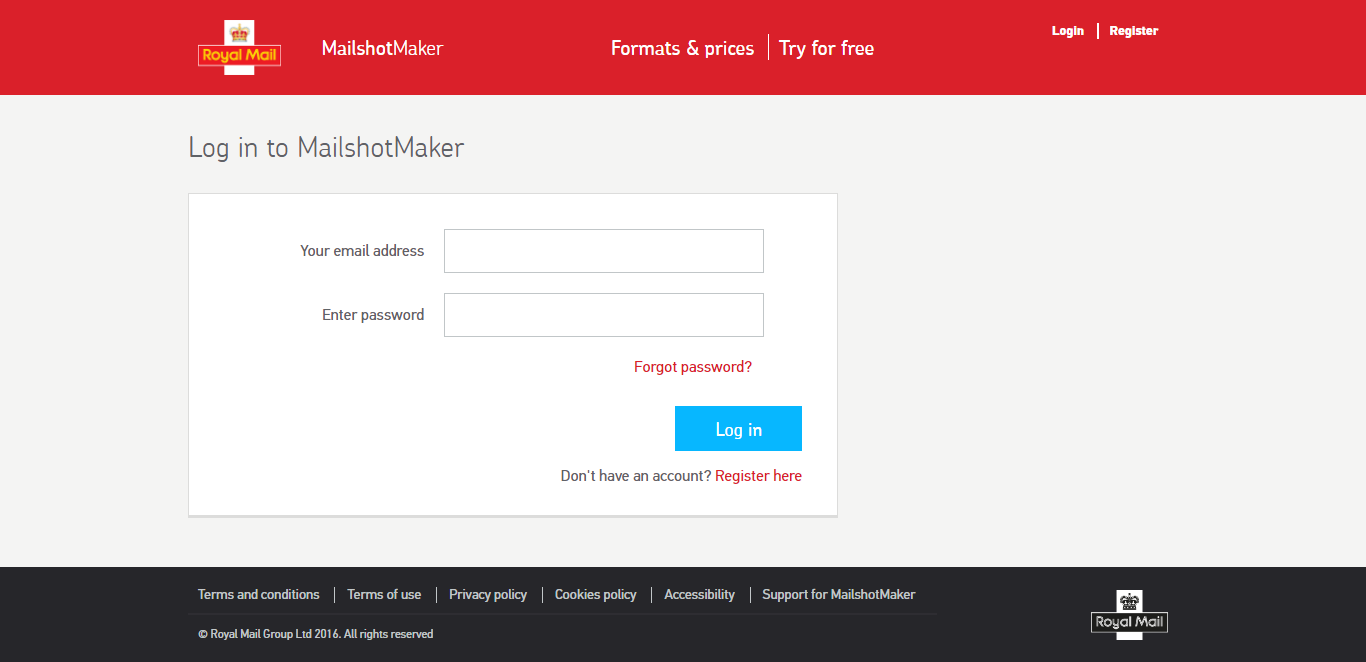 Royal Mail
MailshotMaker
Formats & prices
Try for free
Login
Register
Log in to MailshotMaker
Your email address
Enter password
Forgot password?
Log in
Don't have an account? Register here
Terms and conditions
Terms of use
Privacy policy
Cookies policy
Accessibility
Support for MailshotMaker
© Royal Mail Group Ltd 2016. All rights reserved
Royal Mail